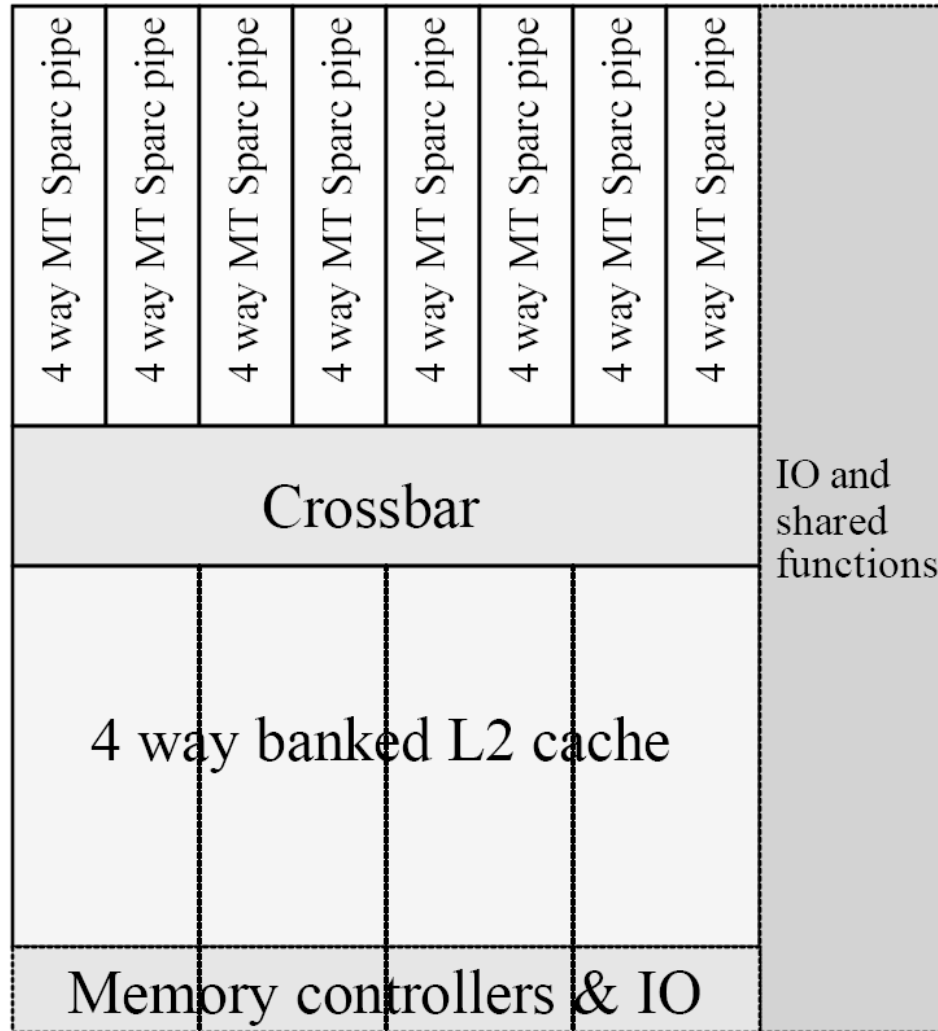 4 way MT Sparc pipe
4 way MT Sparc pipe
4 way MT Sparc pipe
4 way MT Sparc pipe
4 way MT Sparc pipe
4 way MT Sparc pipe
4 way MT Sparc pipe
4 way MT Sparc pipe
Crossbar
IO and
shared
functions
4 way banked L2 cache
Memory controllers & IO